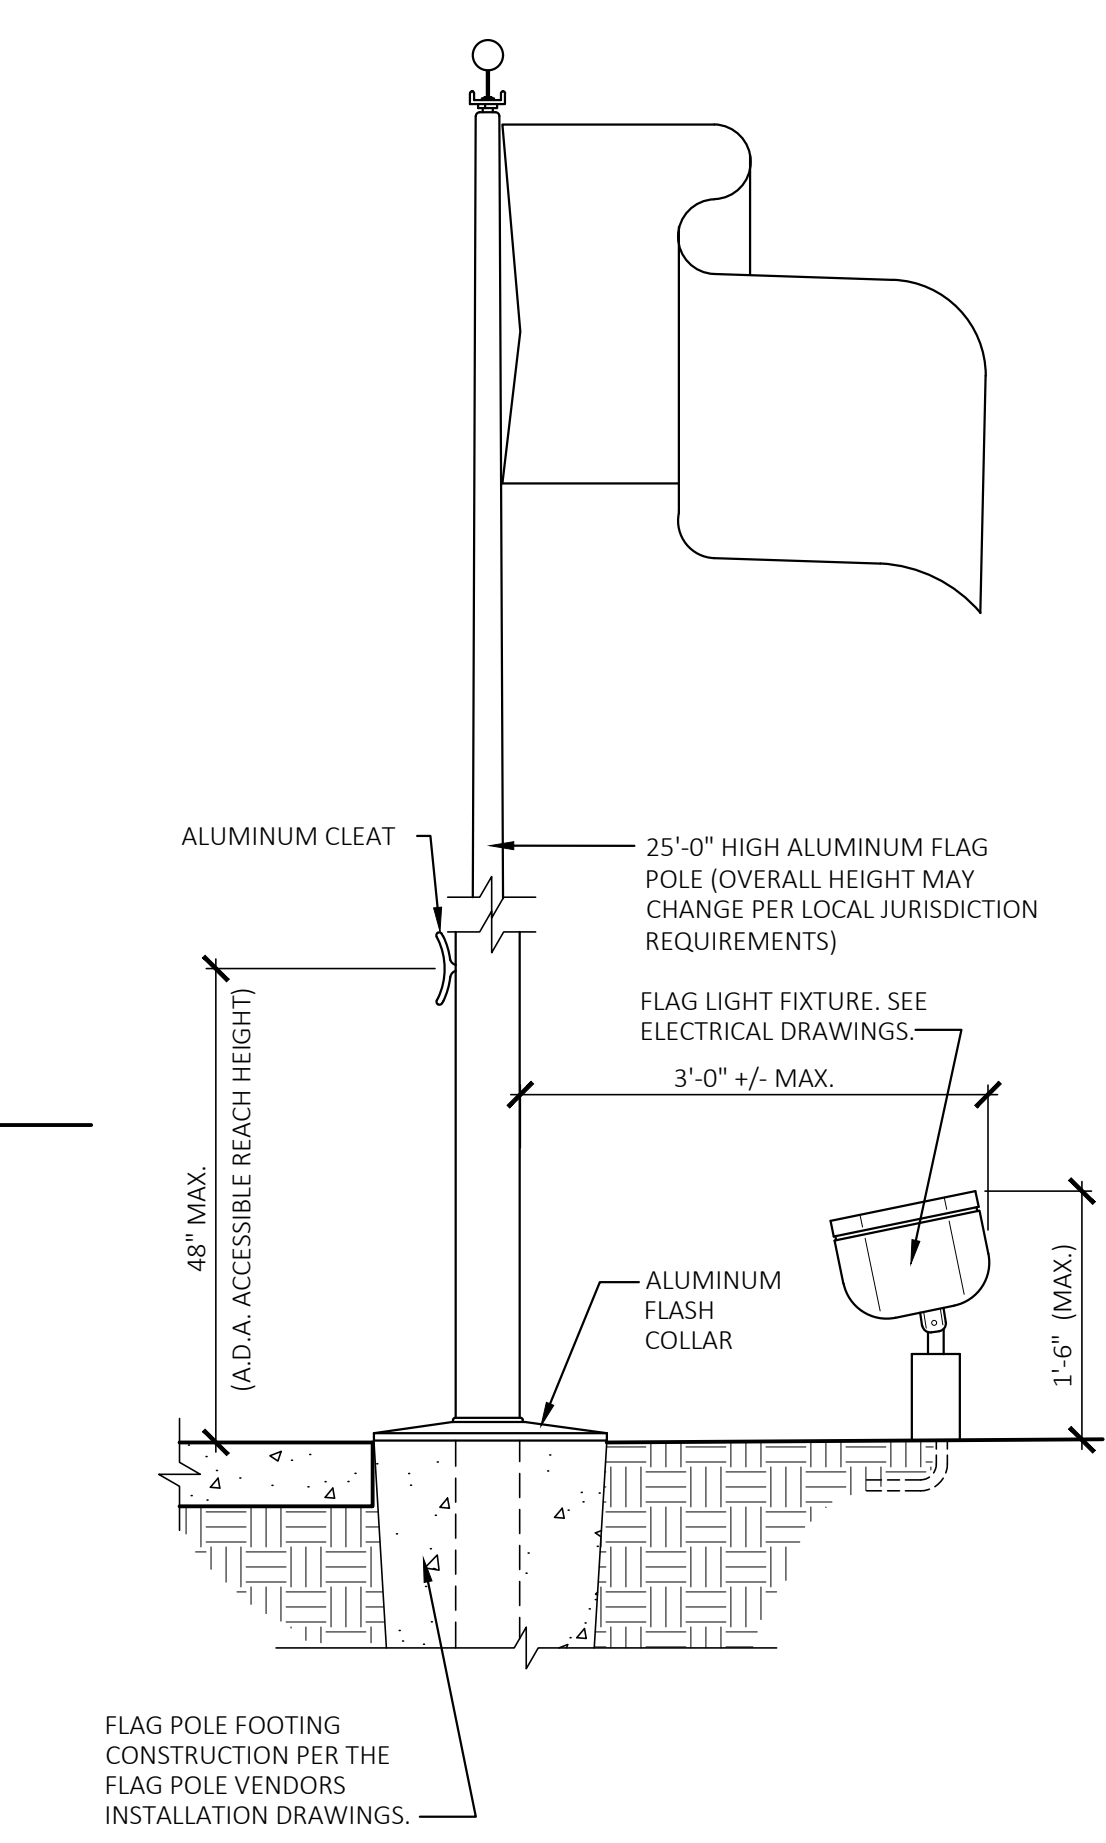 ALUMINUM CLEAT
25'-0" HIGH ALUMINUM FLAG
POLE (OVERALL HEIGHT MAY
CHANGE PER LOCAL JURISDICTION
REQUIREMENTS)
FLAG LIGHT FIXTURE. SEE
ELECTRICAL DRAWINGS.
3'-0" +/- MAX.
48" MAX.
(A.D.A. ACCESSIBLE REACH HEIGHT)
ALUMINUM
FLASH
COLLAR
1'-6" (MAX.)
FLAG POLE FOOTING
CONSTRUCTION PER THE
FLAG POLE VENDORS
INSTALLATION DRAWINGS.